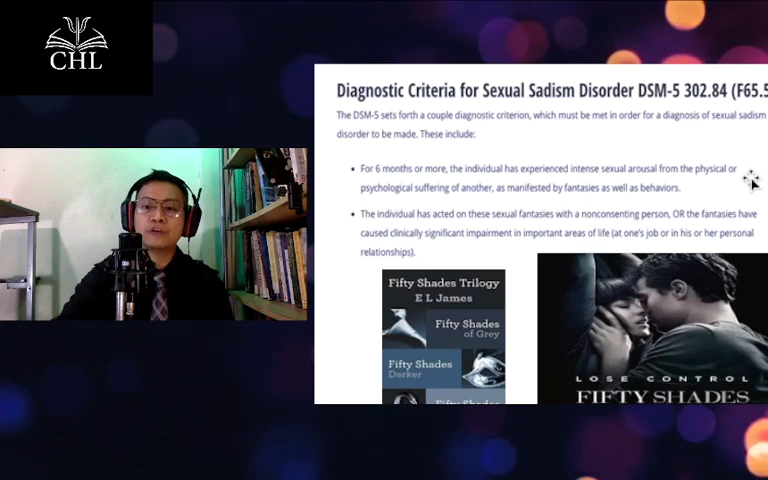 CHL
Diagnostic Criteria for Sexual Sadism Disorder DSM-5 302.84 (F65.5
The DSM-5 sets forth a couple diagnostic criterion, which must be met in order for a diagnosis of sexual sadism
disorder to be made. These include:
• For 6 months or more, the individual has experienced intense sexual arousal from the physical or
psychological suffering of another, as manifested by fantasies as well as behaviors.
• The individual has acted on these sexual fantasies with a nonconsenting person, OR the fantasies have
caused clinically significant impairment in important areas of life (at one's job or in his or her personal
relationships).
Fifty Shades Trilogy
E L James
Fifty Shades
of Grey
Fifty Shades
Darker
Fifty Shades
LOSE CONTROL
FIFTY SHADES